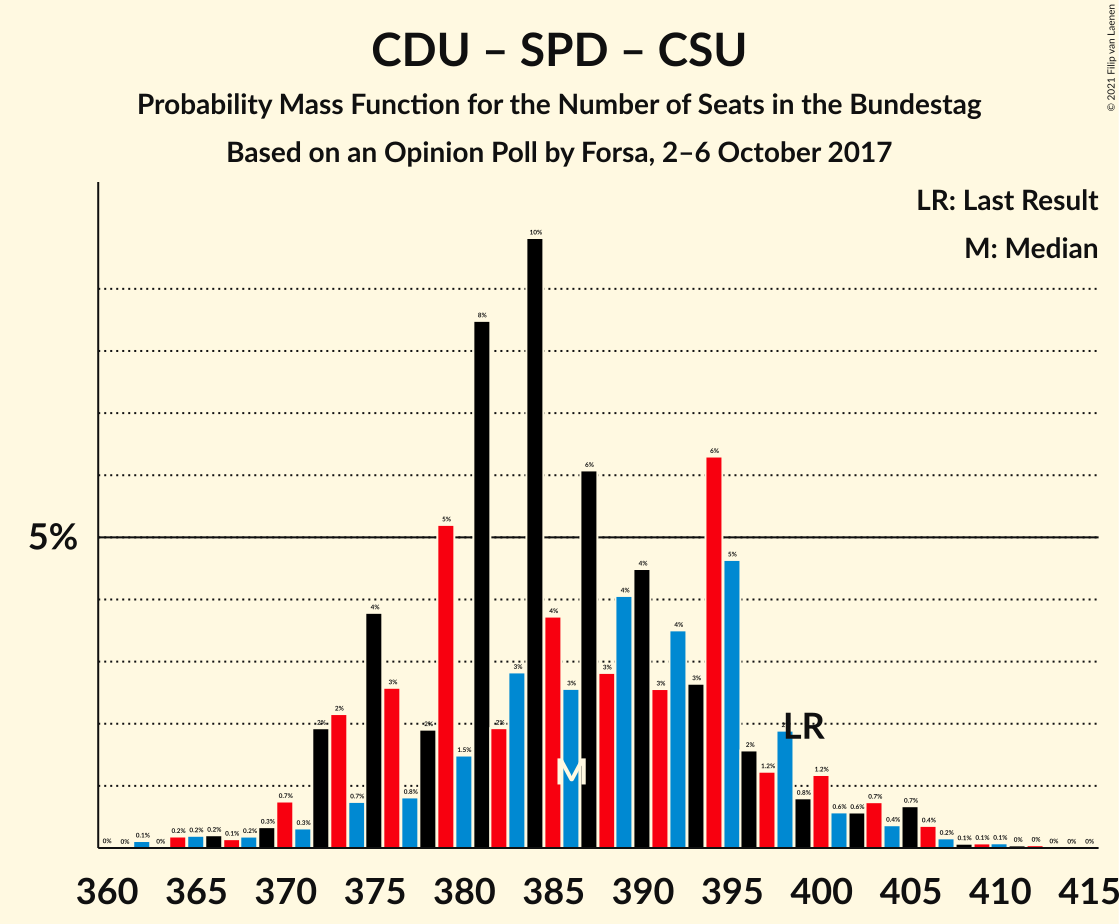 CDU – SPD – CSU
Probability Mass Function for the Number of Seats in the Bundestag
Based on an Opinion Poll by Forsa, 2–6 October 2017
© 2021 Filip van Laenen
LR: Last Result
M: Median
5%
0% 0% 0.1% 0% 0.2% 0.2% 0.2% 0.1% 0.2% 0.3% 0.7% 0.3% 2% 2% 0.7% 4% 3% 0.8% 2% 5% 1.5% 8% 2% 3% 10% 4% 3% 6% 3% 4% 4% 3% 4% 3% 6% 5% 2% 1.2% 2% 0.8% 1.2% 0.6% 0.6% 0.7% 0.4% 0.7% 0.4% 0.2% 0.1% 0.1% 0.1% 0% 0% 0% 0% 0%
LR
M
360 365 370 375 380 385 390 395 400 405 410 415